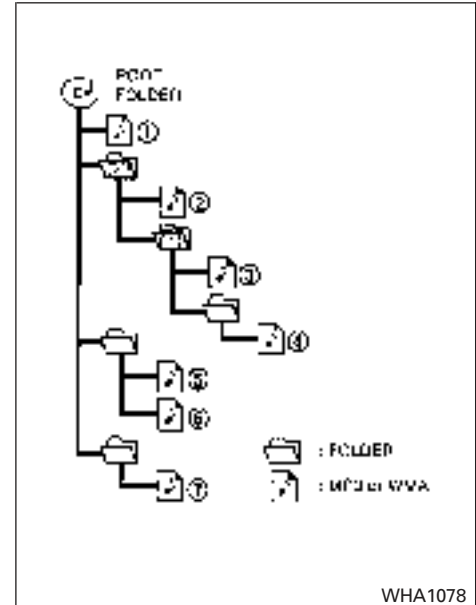 ROOT
FOLDER
①
②
③
④
⑤
⑥
⑦
: FOLDER
: MP3 or WMA
WHA1078